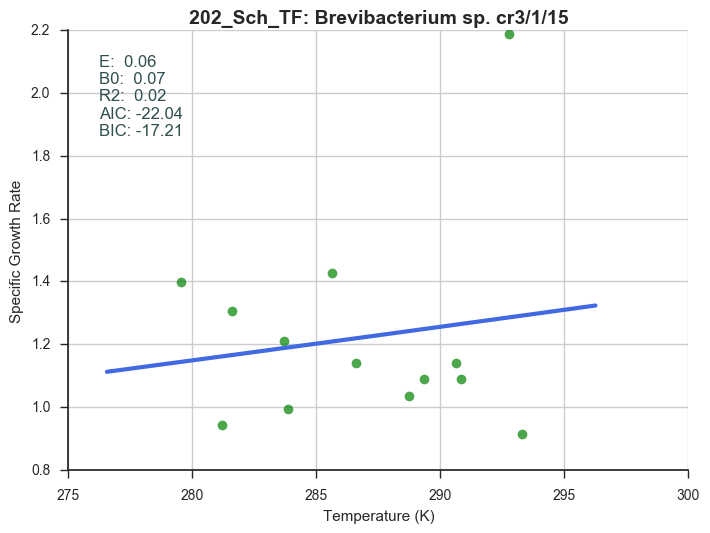 202_Sch_TF: Brevibacterium sp. cr3/1/15
E:  0.06
B0:  0.07
R2:  0.02
AIC: -22.04
BIC: -17.21
Specific Growth Rate
2.2
2.0
1.8
1.6
1.4
1.2
1.0
0.8
275 280 285 290 295 300
Temperature (K)